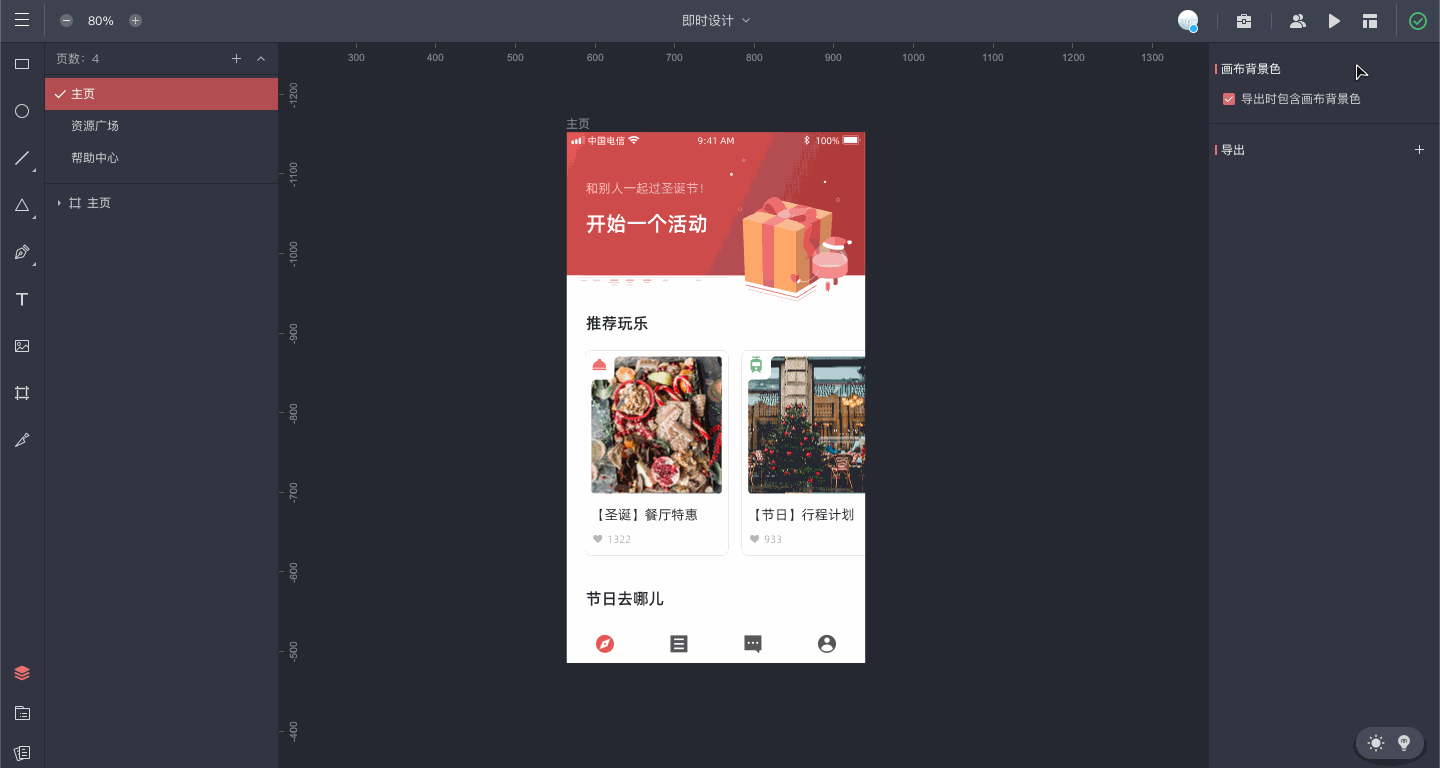 80%
即时设计
页数: 4
主页
资源广场
帮助中心
主页
300 400 500 600 700 800 900 1000 1100 1200 1300
-1200
-1100
-1000
-900
-800
-700
-600
-500
-400
主页
中国电信 9:41 AM 100%
和别人一起过圣诞节!
开始一个活动
推荐玩乐
【圣诞】餐厅特惠
1322
【节日】行程计划
933
节日去哪儿
画布背景色
导出时包含画布背景色
导出